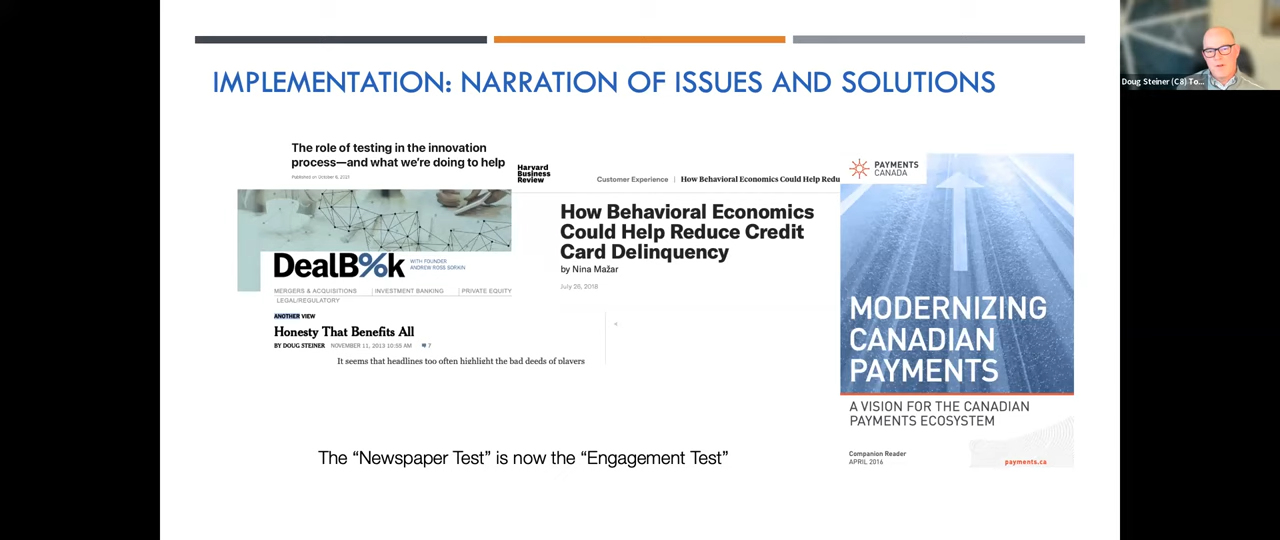 IMPLEMENTATION: NARRATION OF ISSUES AND SOLUTIONS
Doug Steiner (C8) To...
The role of testing in the innovation
process—and what we're doing to help
Published on October 6, 2021
DealB%k
WITH FOUNDER
ANDREW ROSS SORKIN
MERGERS & ACQUISITIONS | INVESTMENT BANKING | PRIVATE EQUITY
LEGAL/REGULATORY
ANOTHER VIEW
Honesty That Benefits All
BY DOUG STEINER NOVEMBER 11, 2013 10:55 AM 7
It seems that headlines too often highlight the bad deeds of players
Harvard
Business
Review
Customer Experience | How Behavioral Economics Could Help Redu
How Behavioral Economics
Could Help Reduce Credit
Card Delinquency
by Nina Mažar
July 26, 2018
PAYMENTS
CANADA
MODERNIZING
CANADIAN
PAYMENTS
A VISION FOR THE CANADIAN
PAYMENTS ECOSYSTEM
Companion Reader
APRIL 2016
payments.ca
The “Newspaper Test” is now the “Engagement Test”